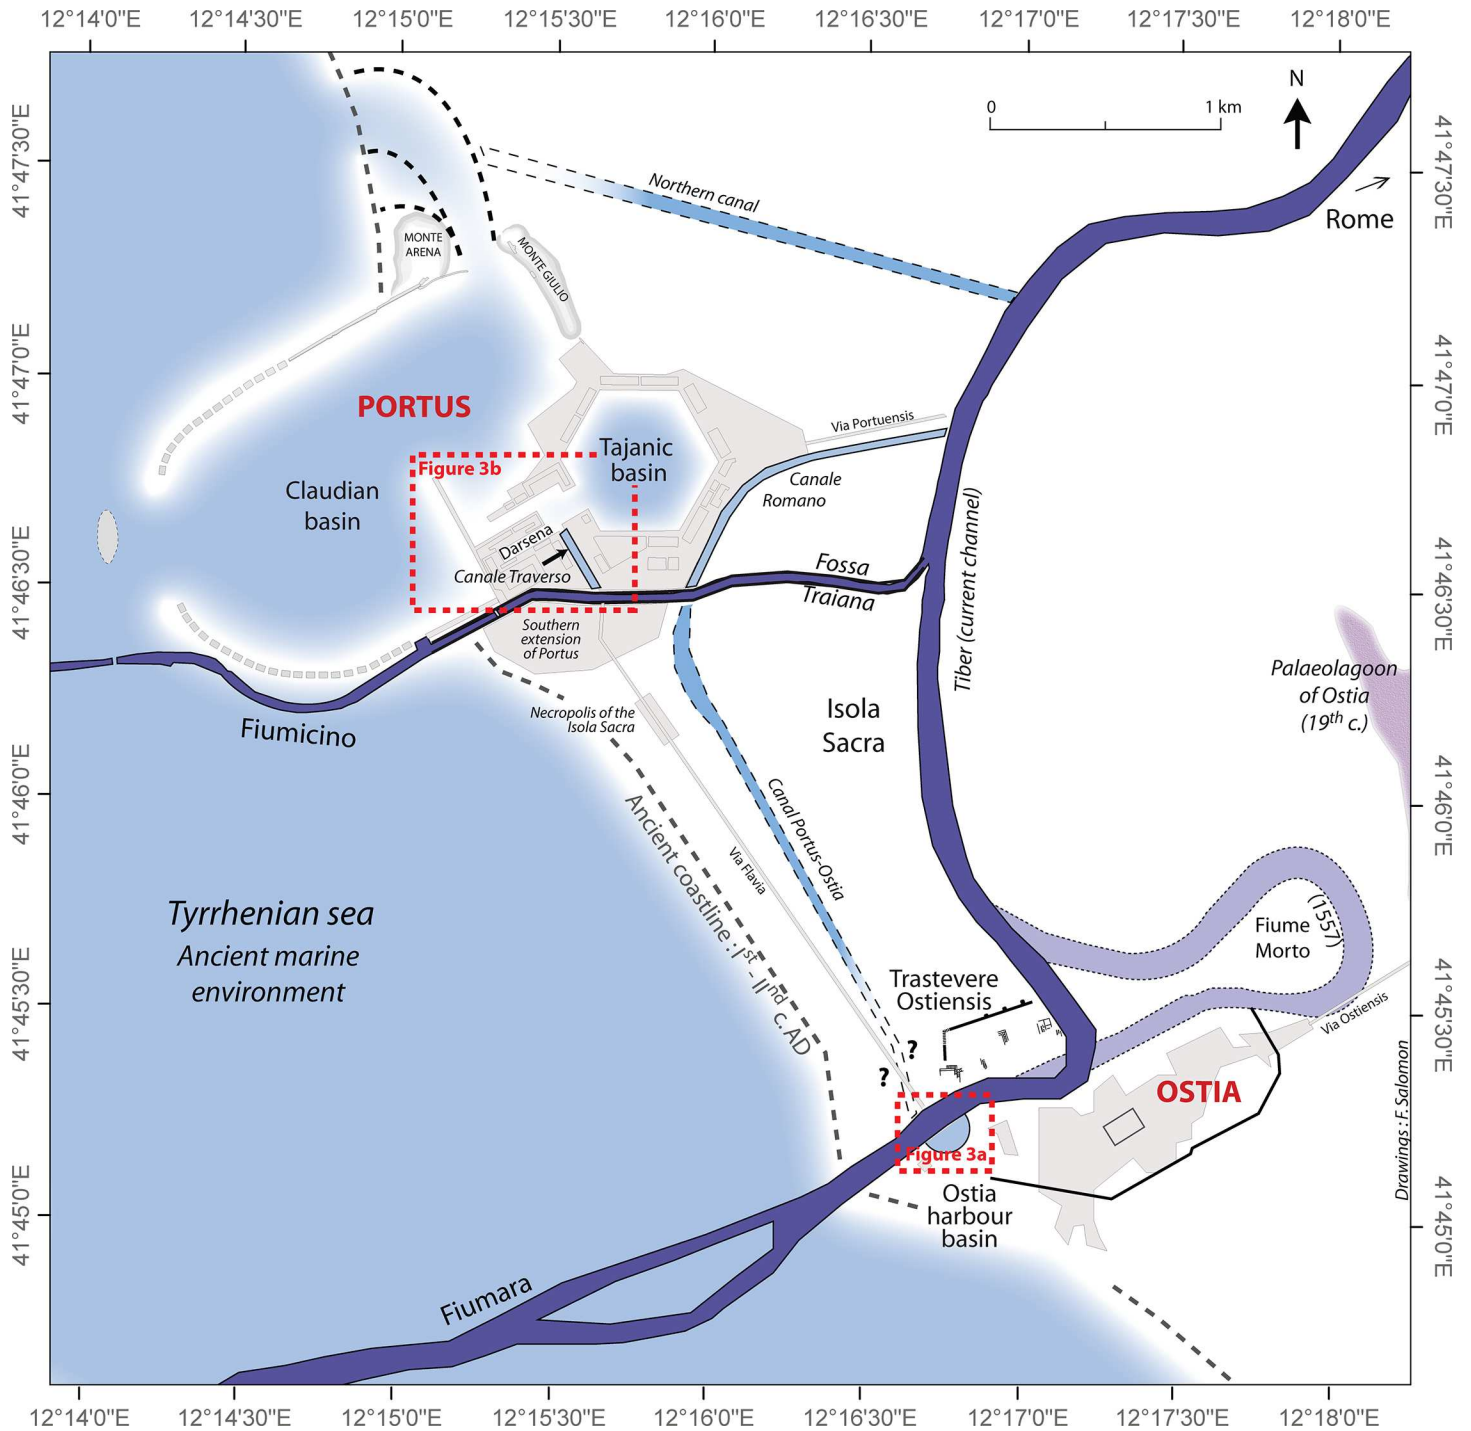 12°14'0"E 12°14'30"E 12°15'0"E 12°15'30"E 12°16'0"E 12°16'30"E 12°17'0"E 12°17'30"E 12°18'0"E
N
0 1 km
41°47'30"E
41°47'30"E
Northern canal
Rome
MONTE
ARENA
MONTE GIULIO
41°47'0"E
41°47'0"E
PORTUS
Via Portuensis
Tajanic
basin
Figure 3b
Canale
Romano
Claudian
basin
Darsena
Canale Traverso
Fossa
Traiana
Tiber (current channel)
41°46'30"E
41°46'30"E
Southern
extension
of Portus
Palaeolagoon
of Ostia
(19th c.)
Necropolis of the
Isola Sacra
Isola
Sacra
Fiumicino
41°46'0"E
41°46'0"E
Ancient coastline : Ist - IInd c. AD
Via Flavia
Canal Portus-Ostia
Tyrrhenian sea
Ancient marine
environment
Fiume
Morto
(1557)
41°45'30"E
41°45'30"E
Trastevere
Ostiensis
Via Ostiensis
?
?
OSTIA
Drawings : F. Salomon
Figure 3a
Ostia
harbour
basin
41°45'0"E
41°45'0"E
Fiumara
12°14'0"E 12°14'30"E 12°15'0"E 12°15'30"E 12°16'0"E 12°16'30"E 12°17'0"E 12°17'30"E 12°18'0"E